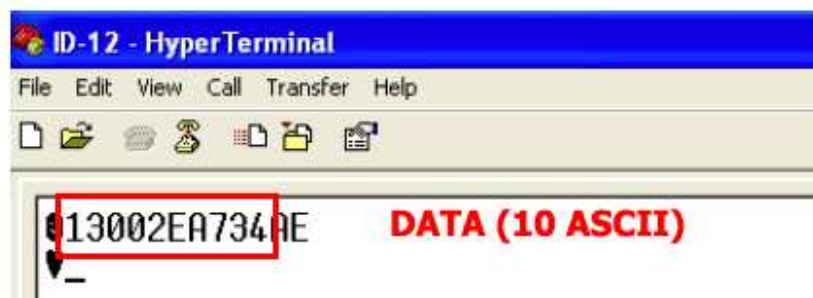 ID-12 - HyperTerminal
File Edit View Call Transfer Help
☻13002EA734AE DATA (10 ASCII)
♥_